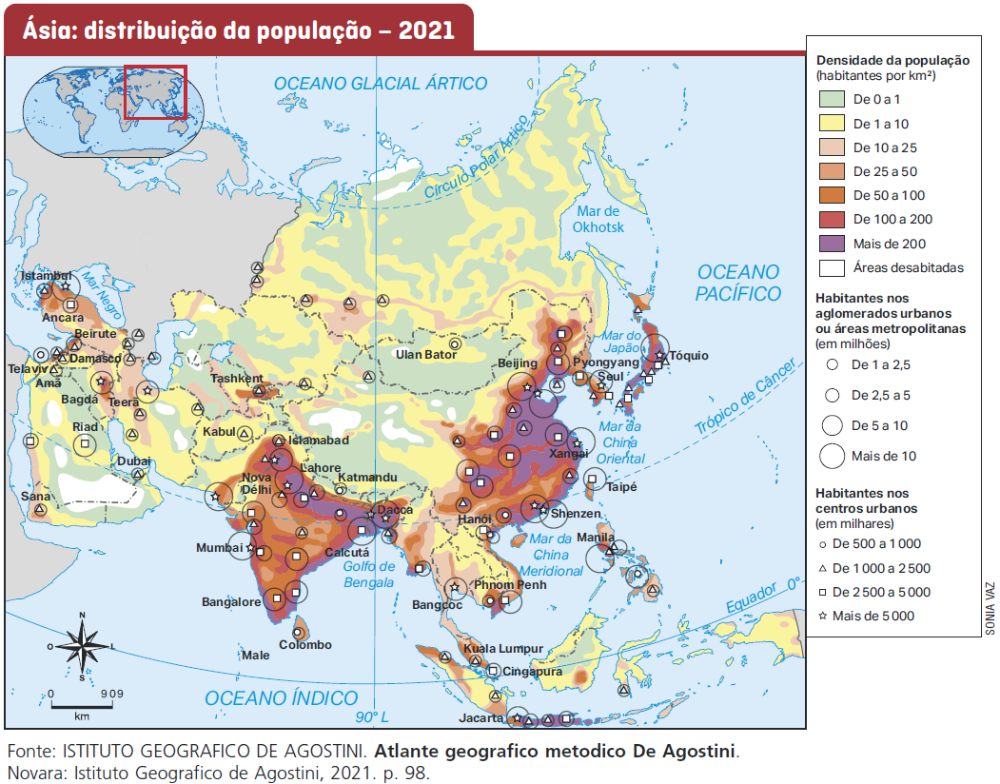 Ásia: distribuição da população – 2021
OCEANO GLACIAL ÁRTICO
Círculo Polar Ártico
Mar de
Okhotsk
OCEANO
PACÍFICO
Istambul
Mar Negro
Ancara
Beirute
Telaviv
Damasco
Amã
Bagdá
Teerã
Riad
Dubai
Sana
Tashkent
Cabul
Islamabad
Lahore
Nova
Délhi
Katmandu
Dacca
Mumbai
Calcutá
Golfo de
Bengala
Bangalore
Colombo
Male
Ulan Bator
Beijing
Pyongyang
Seul
Mar do
Japão
Tóquio
Trópico de Câncer
Mar da
China
Oriental
Xangai
Taipé
Shenzen
Hanói
Mar da
China
Meridional
Manila
Phnom Penh
Bangcoc
Equador 0°
Kuala Lumpur
Cingapura
Jacarta
OCEANO ÍNDICO
90° L
N
O
L
S
0 909
km
Densidade da população
(habitantes por km²)
De 0 a 1
De 1 a 10
De 10 a 25
De 25 a 50
De 50 a 100
De 100 a 200
Mais de 200
Áreas desabitadas
Habitantes nos
aglomerados urbanos
ou áreas metropolitanas
(em milhões)
De 1 a 2,5
De 2,5 a 5
De 5 a 10
Mais de 10
Habitantes nos
centros urbanos
(em milhares)
De 500 a 1 000
De 1 000 a 2 500
De 2 500 a 5 000
Mais de 5 000
SONIA VAZ
Fonte: ISTITUTO GEOGRAFICO DE AGOSTINI. Atlante geografico metodico De Agostini.
Novara: Istituto Geografico de Agostini, 2021. p. 98.